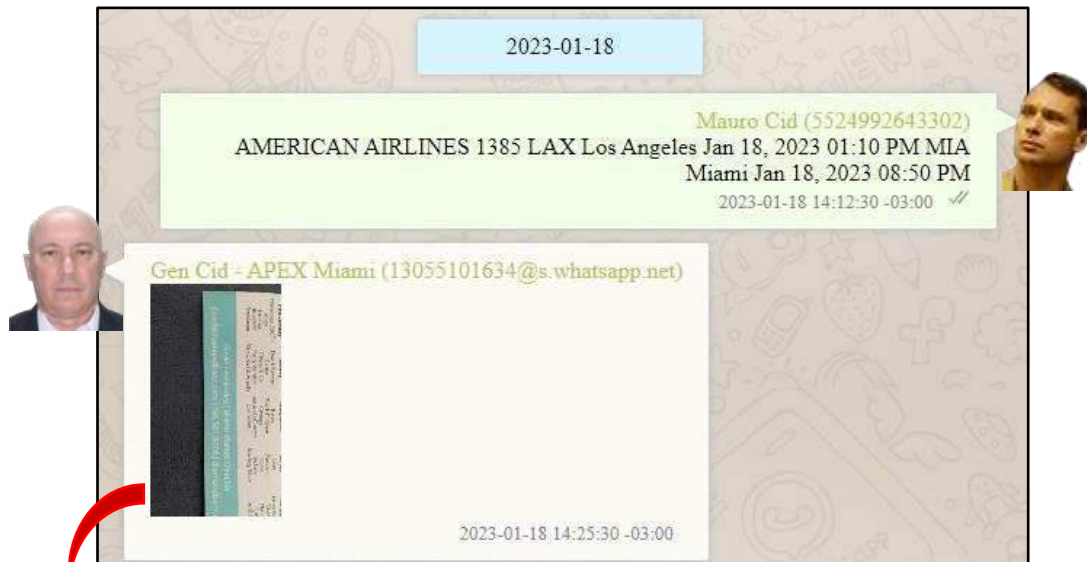 2023-01-18
Mauro Cid (5524992643302)
AMERICAN AIRLINES 1385 LAX Los Angeles Jan 18, 2023 01:10 PM MIA
Miami Jan 18, 2023 08:50 PM
2023-01-18 14:12:30 -03:00
Gen Cid - APEX Miami (13055101634@s.whatsapp.net)
2023-01-18 14:25:30 -03:00